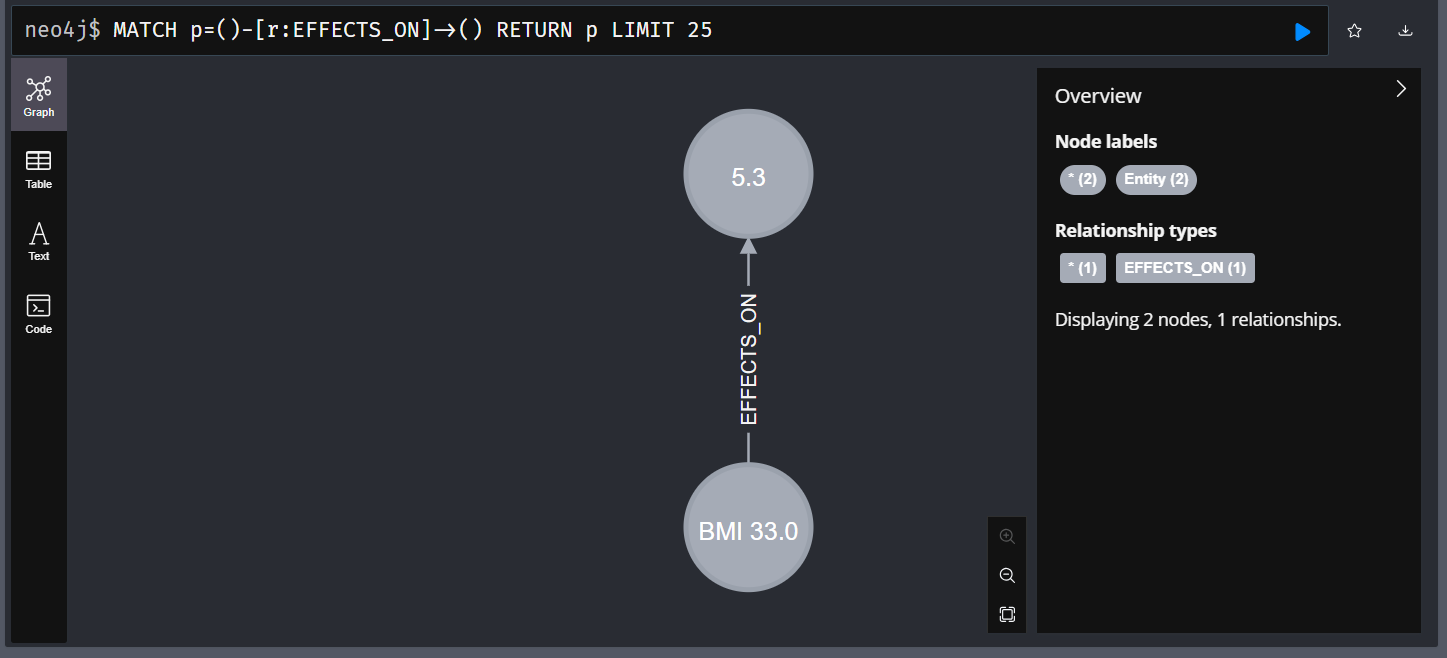 neo4j$ MATCH p=()-[r:EFFECTS_ON]→() RETURN p LIMIT 25
Graph
Table
Text
Code
5.3
EFFECTS_ON
BMI 33.0
Overview
Node labels
* (2) Entity (2)
Relationship types
* (1) EFFECTS_ON (1)
Displaying 2 nodes, 1 relationships.